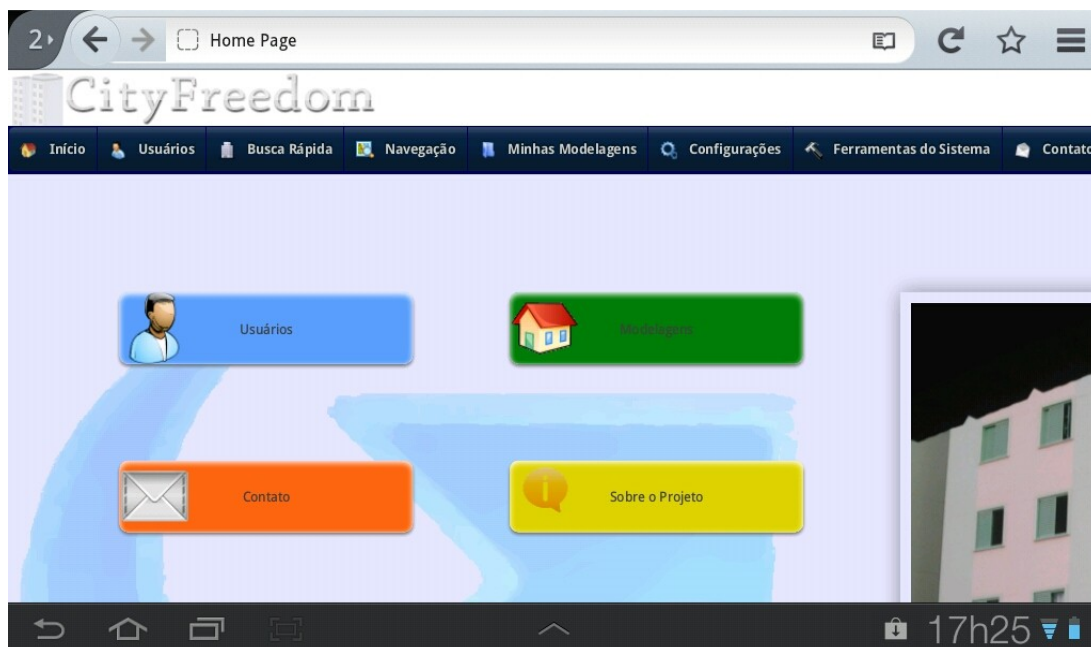 2
Home Page
CityFreedom
Início Usuários Busca Rápida Navegação Minhas Modelagens Configurações Ferramentas do Sistema Contato
Usuários Modelagens
Contato Sobre o Projeto
17h25